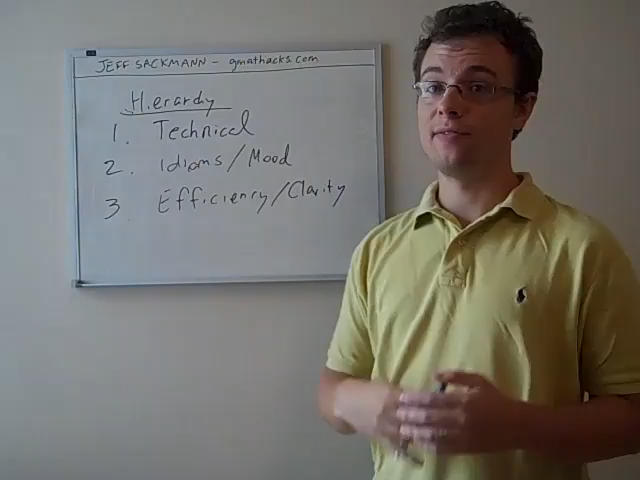 JEFF SACKMANN - gmathacks.com
Hierarchy
1. Technical
2. Idioms/Mood
3 Efficiency/Clarity